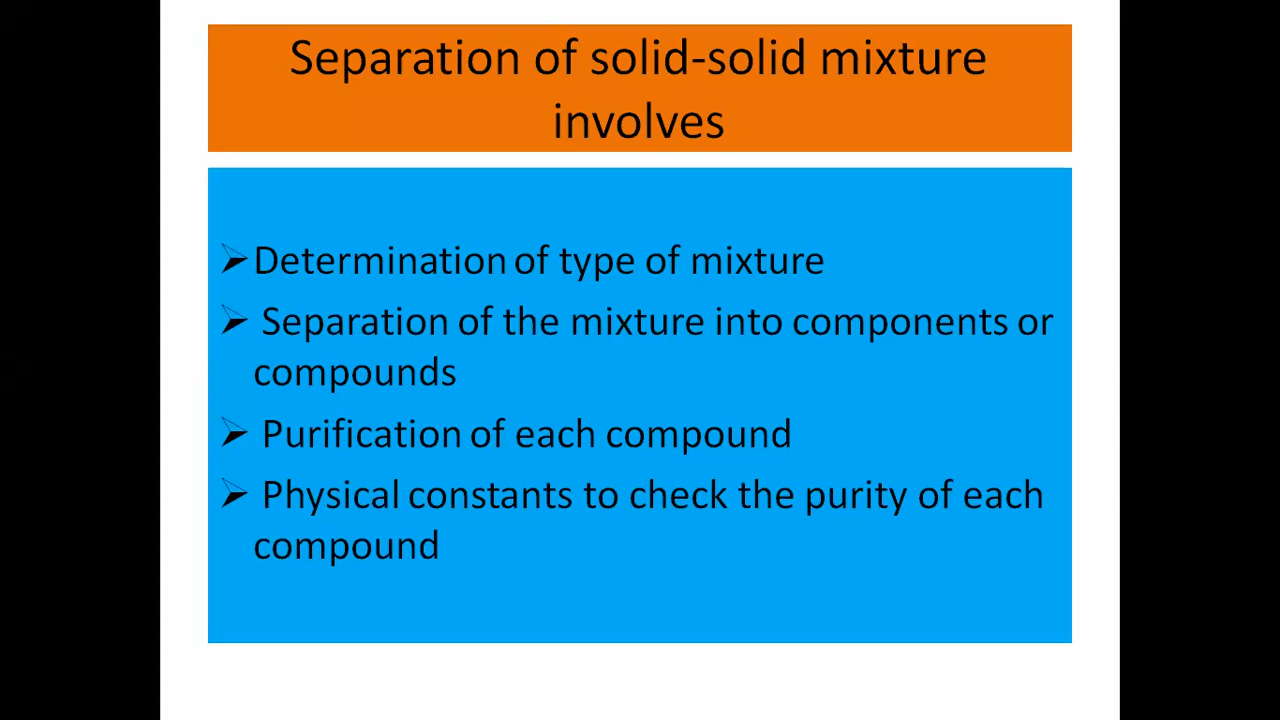 Separation of solid-solid mixture
involves
➢Determination of type of mixture
➢ Separation of the mixture into components or
compounds
➢ Purification of each compound
➢ Physical constants to check the purity of each
compound